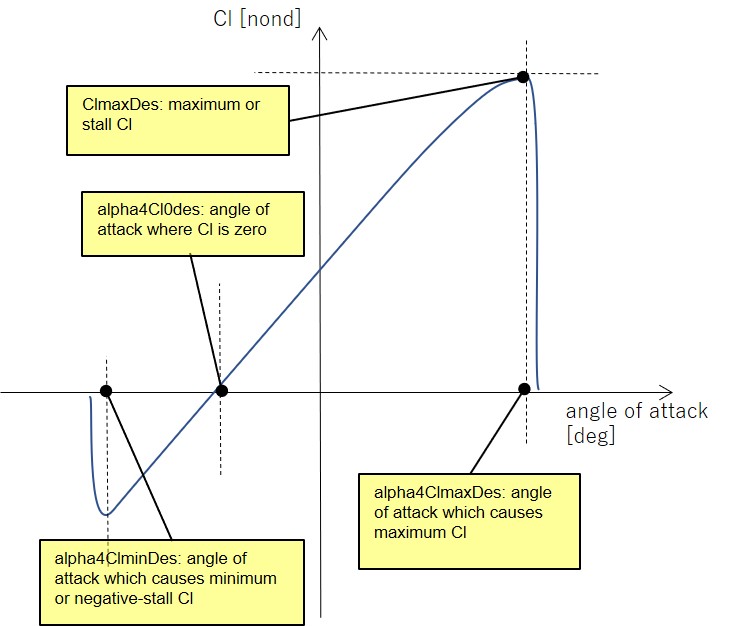 Cl [nond]
ClmaxDes: maximum or
stall Cl
alpha4Cl0des: angle of
attack where Cl is zero
angle of attack
[deg]
alpha4ClmaxDes: angle
of attack which causes
maximum Cl
alpha4ClminDes: angle of
attack which causes minimum
or negative-stall Cl